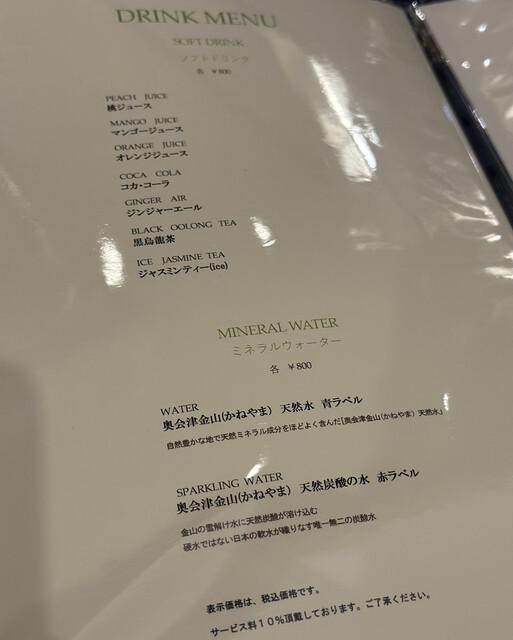 DRINK MENU
SOFT DRINK
ソフトドリンク
各 ￥800
PEACH JUICE
桃ジュース
MANGO JUICE
マンゴージュース
ORANGE JUICE
オレンジジュース
COCA COLA
コカ・コーラ
GINGER AIR
ジンジャーエール
BLACK OOLONG TEA
黒烏龍茶
ICE JASMINE TEA
ジャスミンティー(ice)
MINERAL WATER
ミネラルウォーター
各 ￥800
WATER
奥会津金山(かねやま) 天然水 青ラベル
自然豊かな地で天然ミネラル成分をほどよく含んだ「奥会津金山(かねやま) 天然水」
SPARKLING WATER
奥会津金山(かねやま) 天然炭酸の水 赤ラベル
金山の雪解け水に天然炭酸が溶け込む
硬水ではない日本の軟水が織りなす唯一無二の炭酸水
表示価格は、税込価格です。
サービス料１０％頂戴しております。ご了承ください。